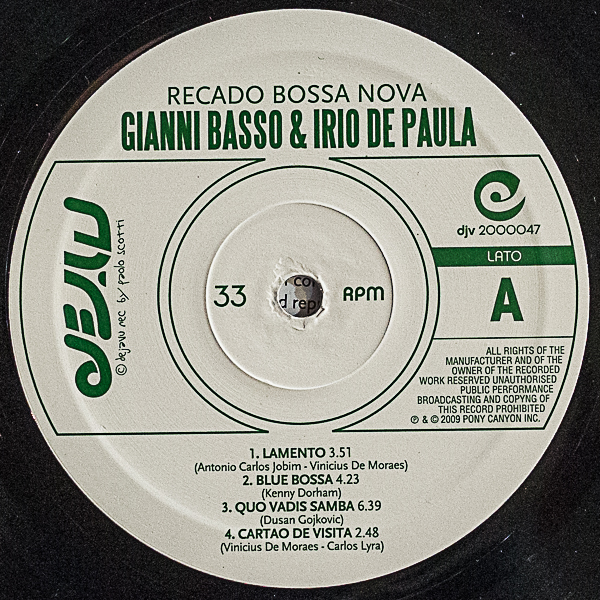 RECADO BOSSA NOVA
GIANNI BASSO & IRIO DE PAULA
DEJAVU
© dejavu rec by paolo scotti
33 RPM
djv 2000047
LATO
A
ALL RIGHTS OF THE
MANUFACTURER AND OF THE
OWNER OF THE RECORDED
WORK RESERVED UNAUTHORISED
PUBLIC PERFORMANCE
BROADCASTING AND COPYNG OF
THIS RECORD PROHIBITED
℗ & © 2009 PONY CANYON INC.
1. LAMENTO 3.51
(Antonio Carlos Jobim - Vinicius De Moraes)
2. BLUE BOSSA 4.23
(Kenny Dorham)
3. QUO VADIS SAMBA 6.39
(Dusan Gojkovic)
4. CARTAO DE VISITA 2.48
(Vinicius De Moraes - Carlos Lyra)